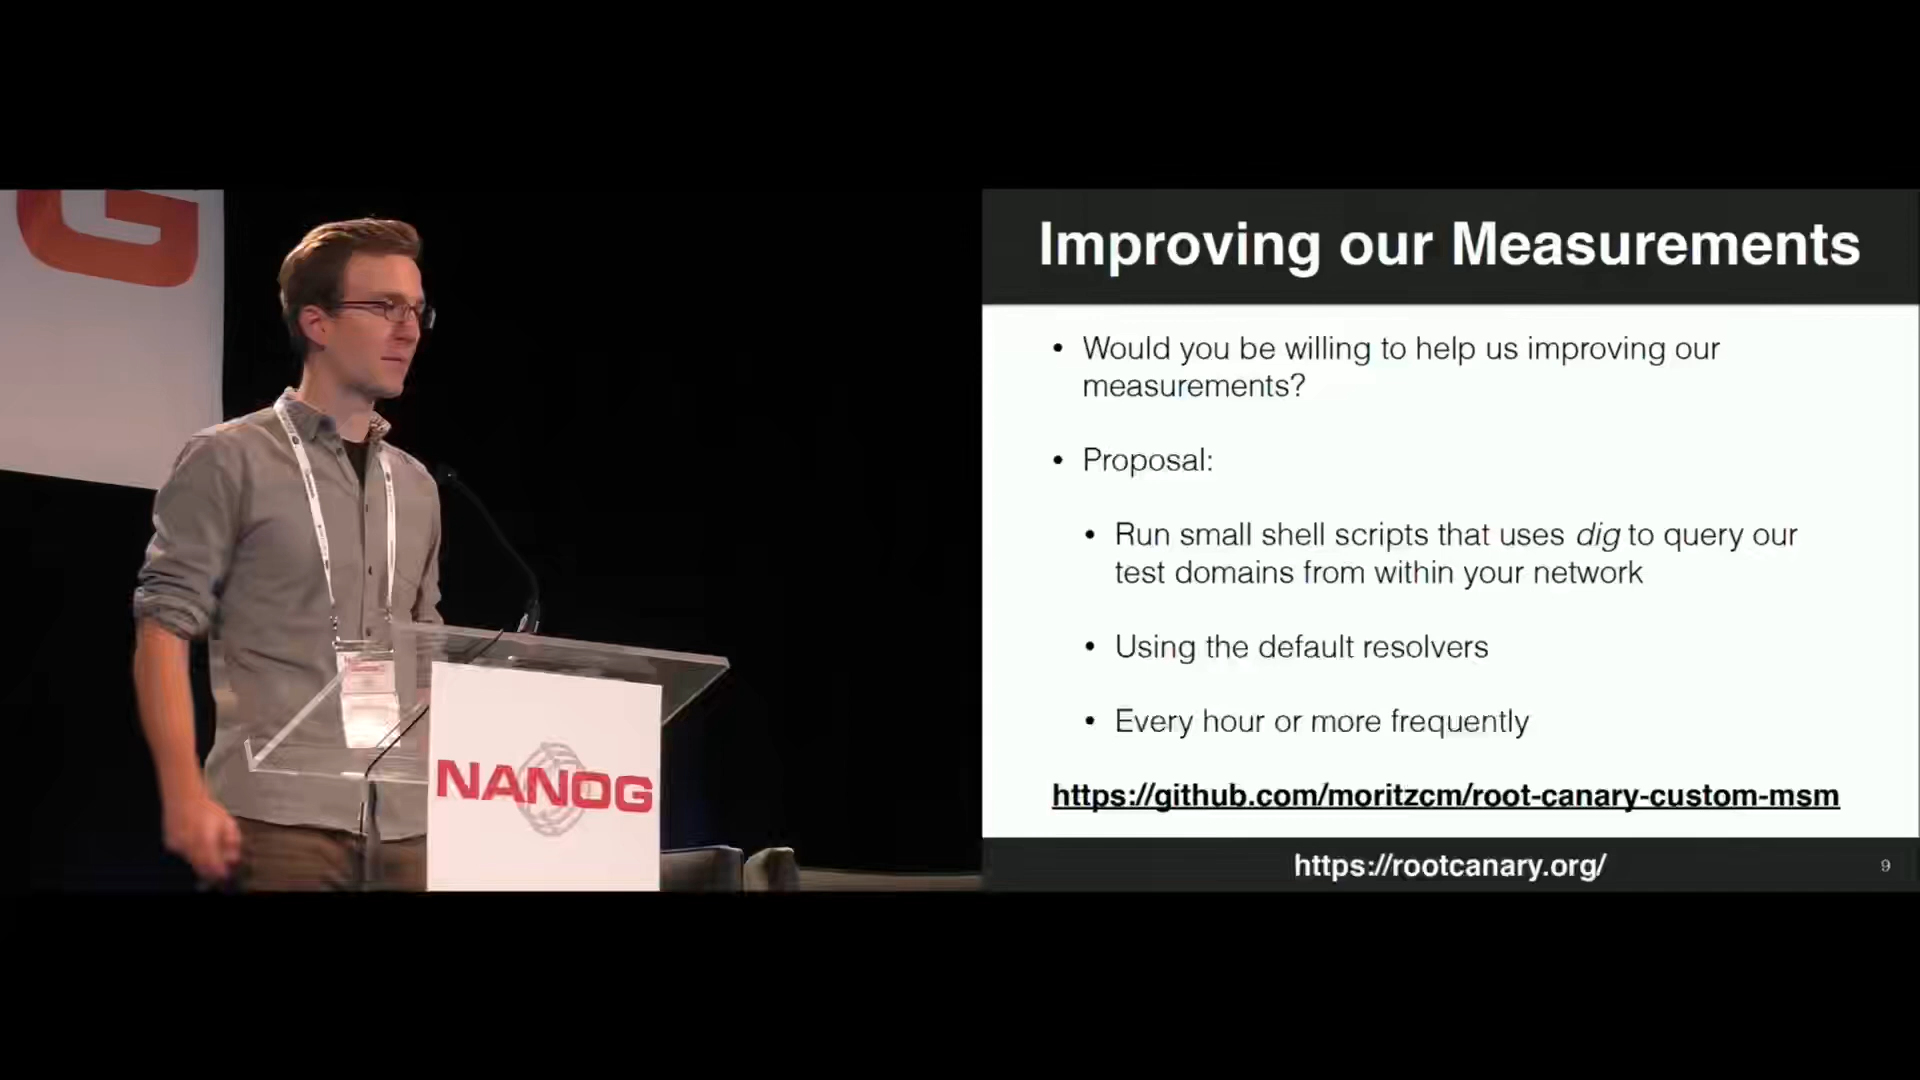 G
NANOG
Improving our Measurements
• Would you be willing to help us improving our
measurements?
• Proposal:
• Run small shell scripts that uses dig to query our
test domains from within your network
• Using the default resolvers
• Every hour or more frequently
https://github.com/moritzcm/root-canary-custom-msm
https://rootcanary.org/
9